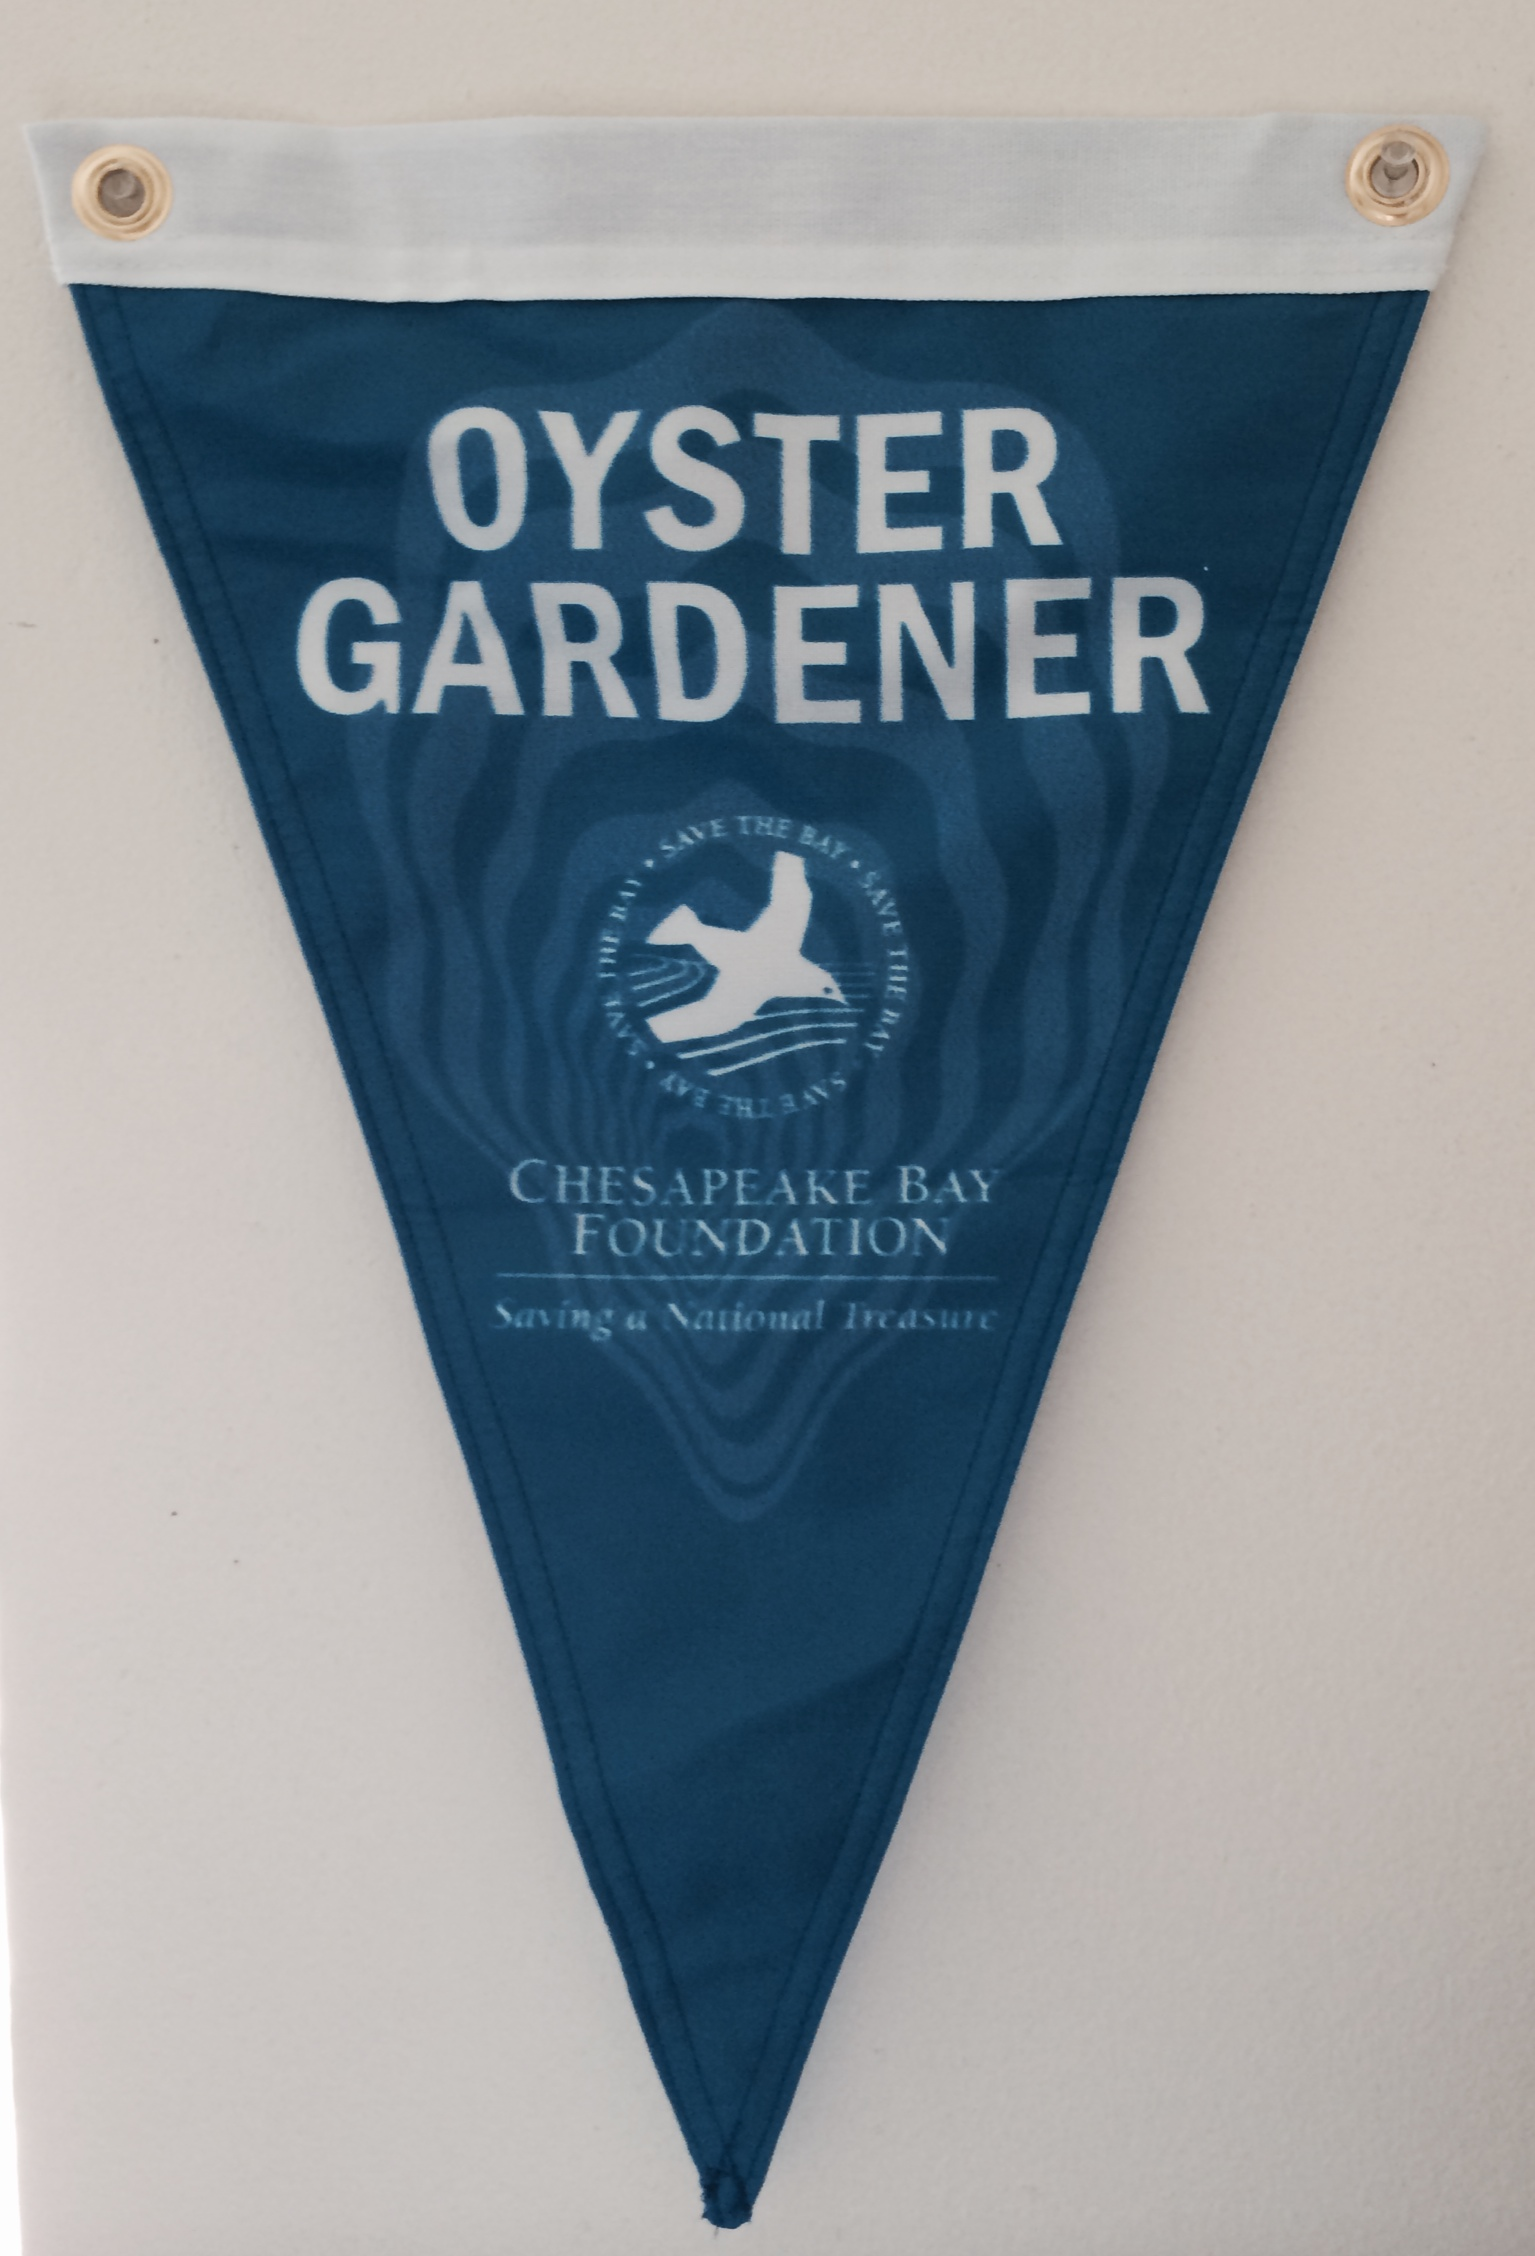 OYSTER
GARDENER
SAVE THE BAY • SAVE THE BAY • SAVE THE BAY • SAVE THE BAY •
CHESAPEAKE BAY
FOUNDATION
Saving a National Treasure